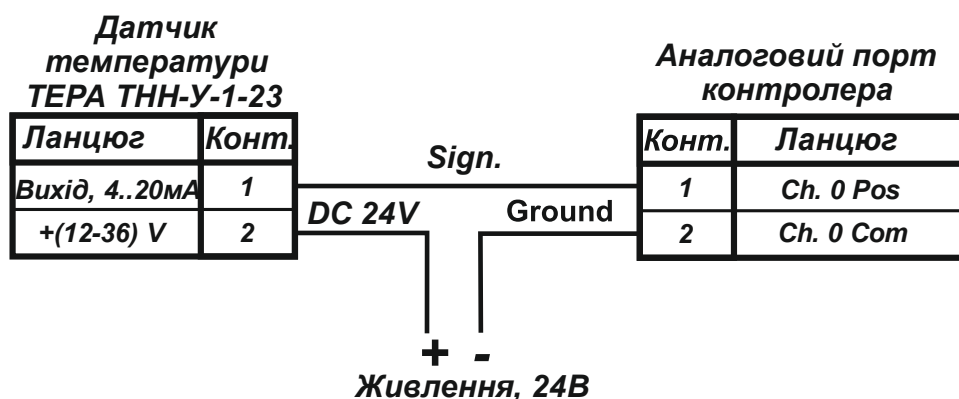 Датчик
температури
ТЕРА ТНН-У-1-23
Ланцюг Конт.
Вихід, 4..20мА 1
+(12-36) V 2
Sign.
DC 24V
Ground
Аналоговий порт
контролера
Конт. Ланцюг
1 Ch. 0 Pos
2 Ch. 0 Com
+ -
Живлення, 24В